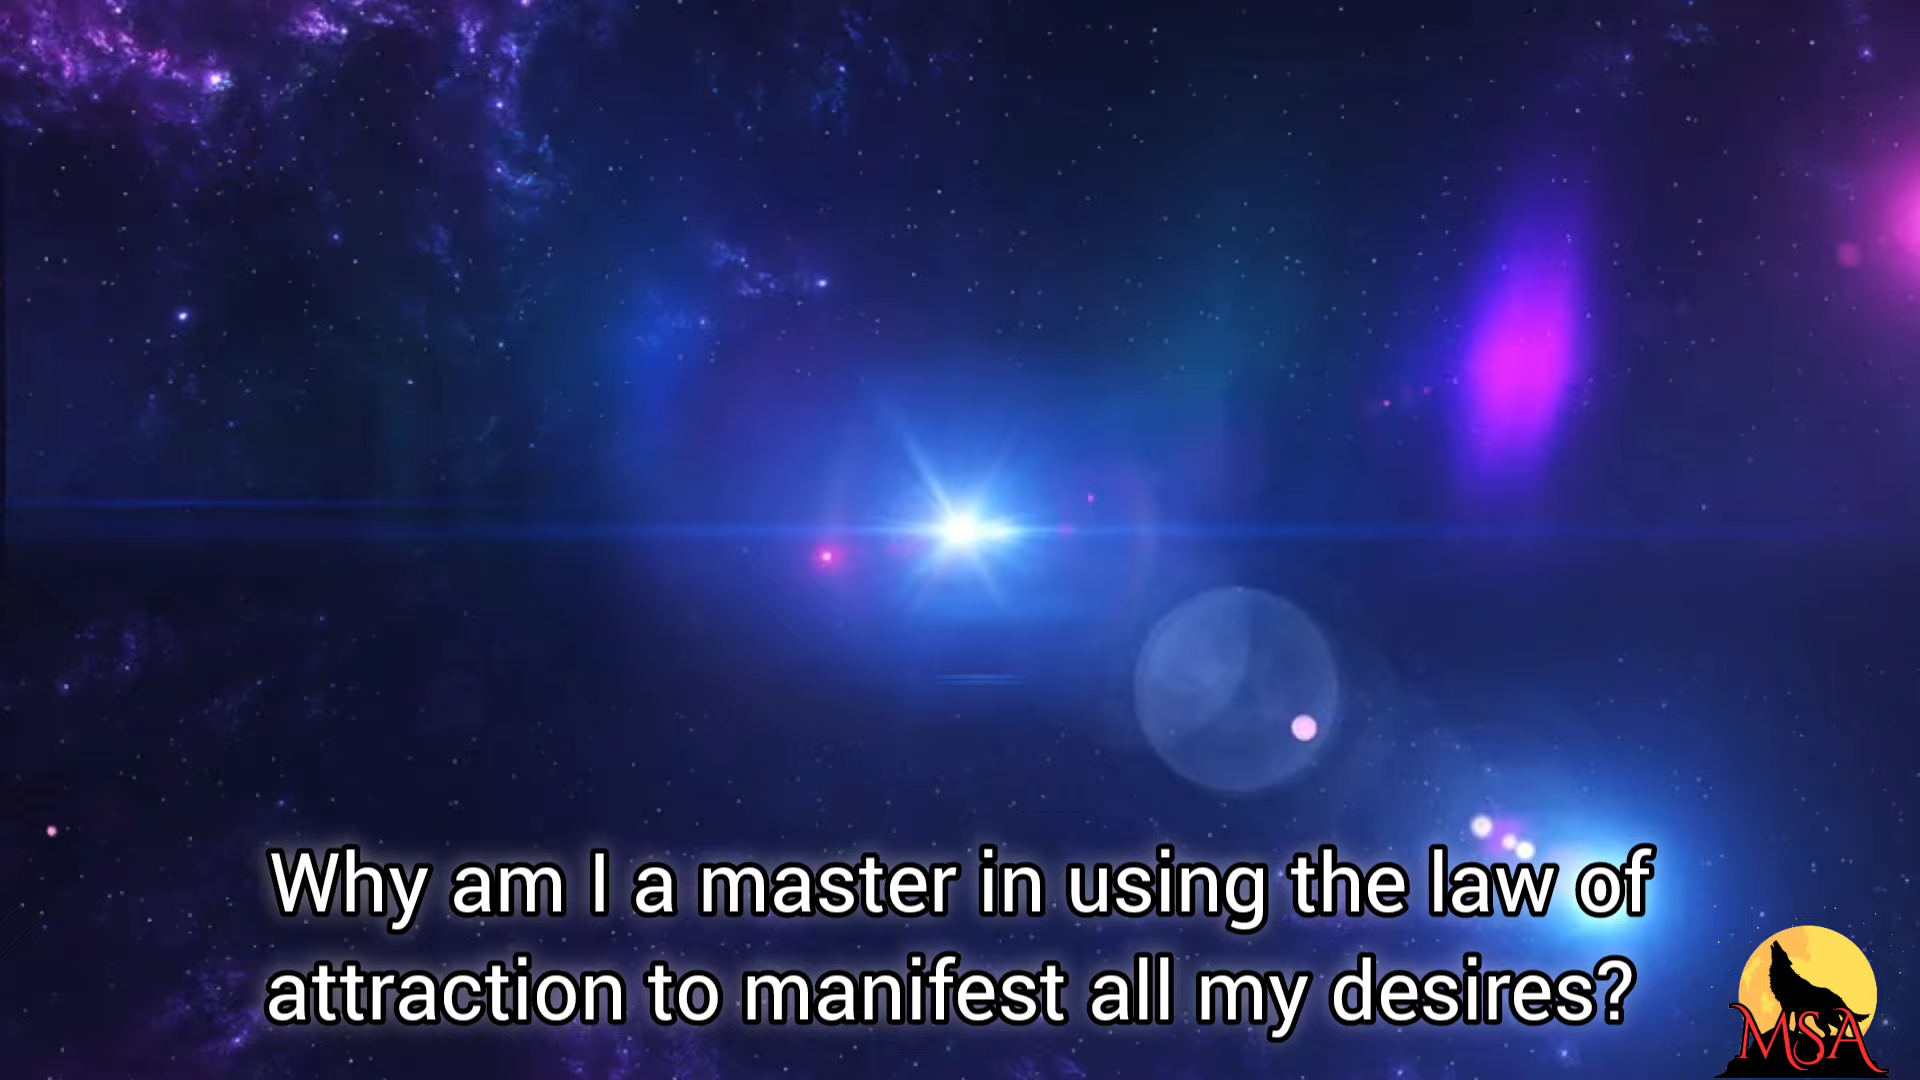 Why am I a master in using the law of
attraction to manifest all my desires?
MSA